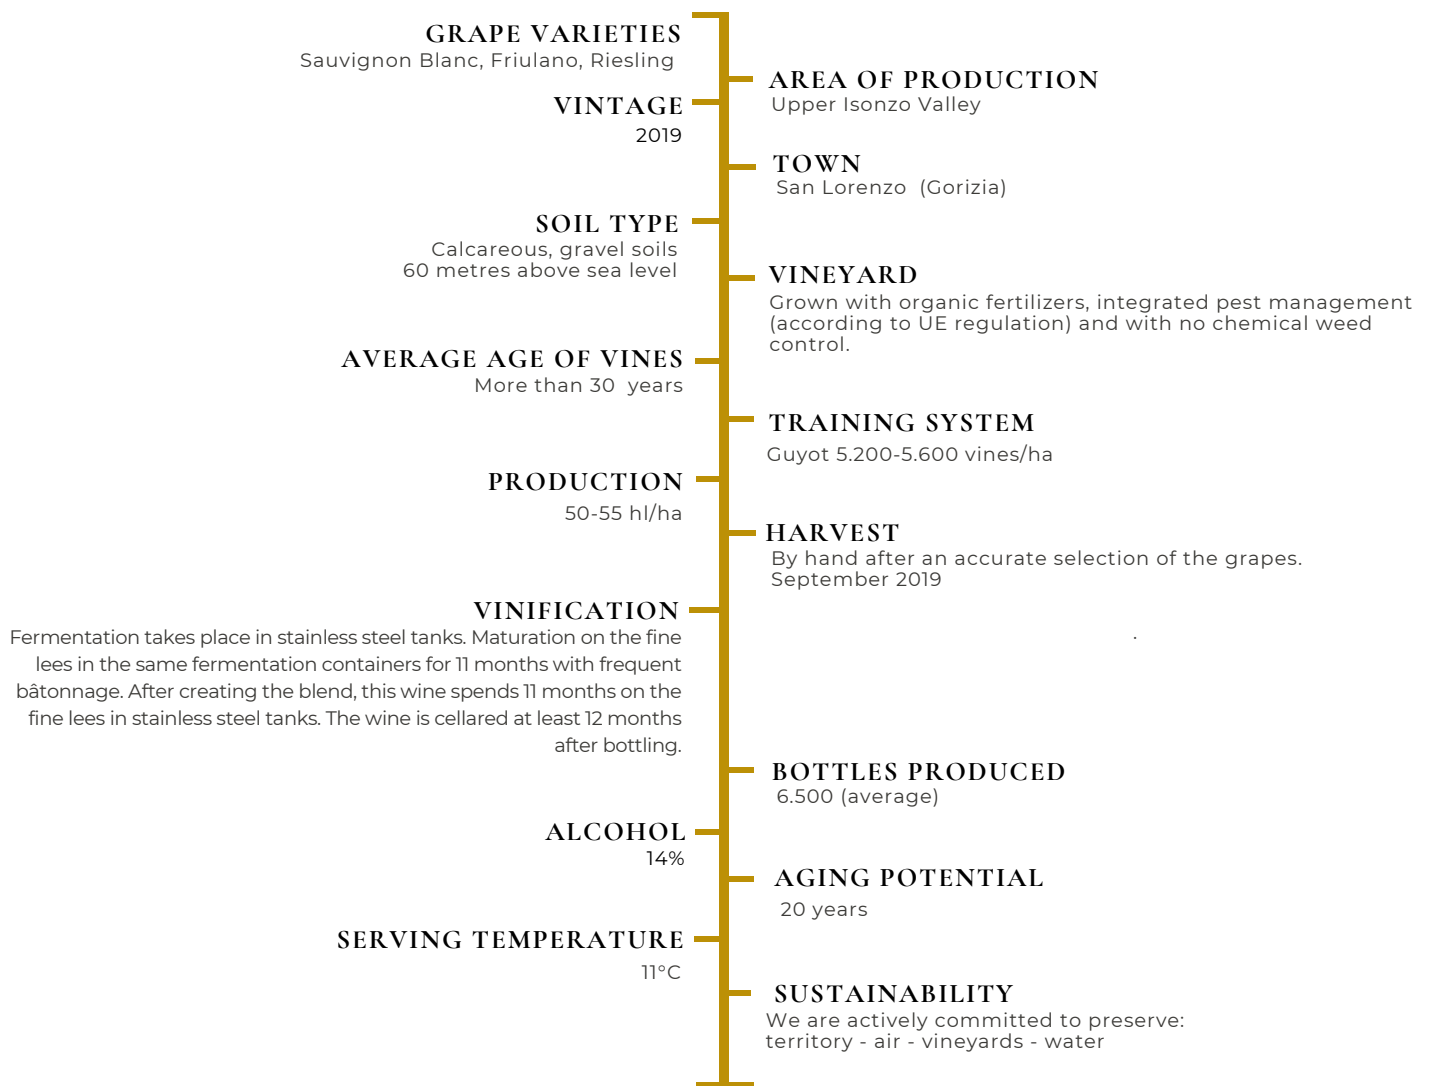 GRAPE VARIETIES
Sauvignon Blanc, Friulano, Riesling
AREA OF PRODUCTION
Upper Isonzo Valley
VINTAGE
2019
TOWN
San Lorenzo (Gorizia)
SOIL TYPE
Calcareous, gravel soils
60 metres above sea level
VINEYARD
Grown with organic fertilizers, integrated pest management
(according to UE regulation) and with no chemical weed
control.
AVERAGE AGE OF VINES
More than 30 years
TRAINING SYSTEM
Guyot 5.200-5.600 vines/ha
PRODUCTION
50-55 hl/ha
HARVEST
By hand after an accurate selection of the grapes.
September 2019
VINIFICATION
Fermentation takes place in stainless steel tanks. Maturation on the fine
lees in the same fermentation containers for 11 months with frequent
bâtonnage. After creating the blend, this wine spends 11 months on the
fine lees in stainless steel tanks. The wine is cellared at least 12 months
after bottling.
.
BOTTLES PRODUCED
6.500 (average)
ALCOHOL
14%
AGING POTENTIAL
20 years
SERVING TEMPERATURE
11°C
SUSTAINABILITY
We are actively committed to preserve:
territory - air - vineyards - water